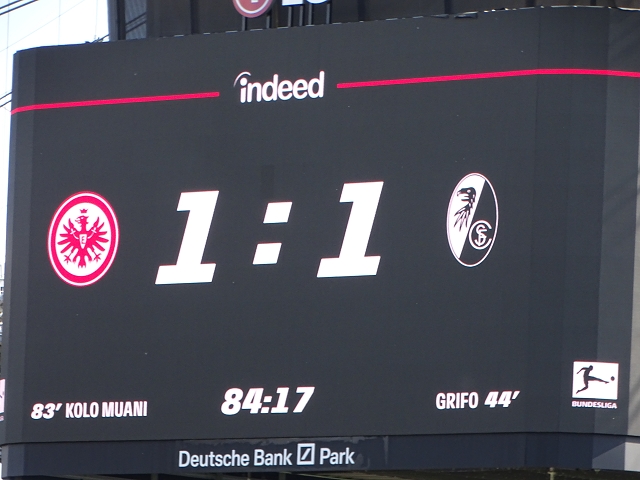 indeed
1:1
83' KOLO MUANI
84:17
GRIFO 44'
BUNDESLIGA
Deutsche Bank Park